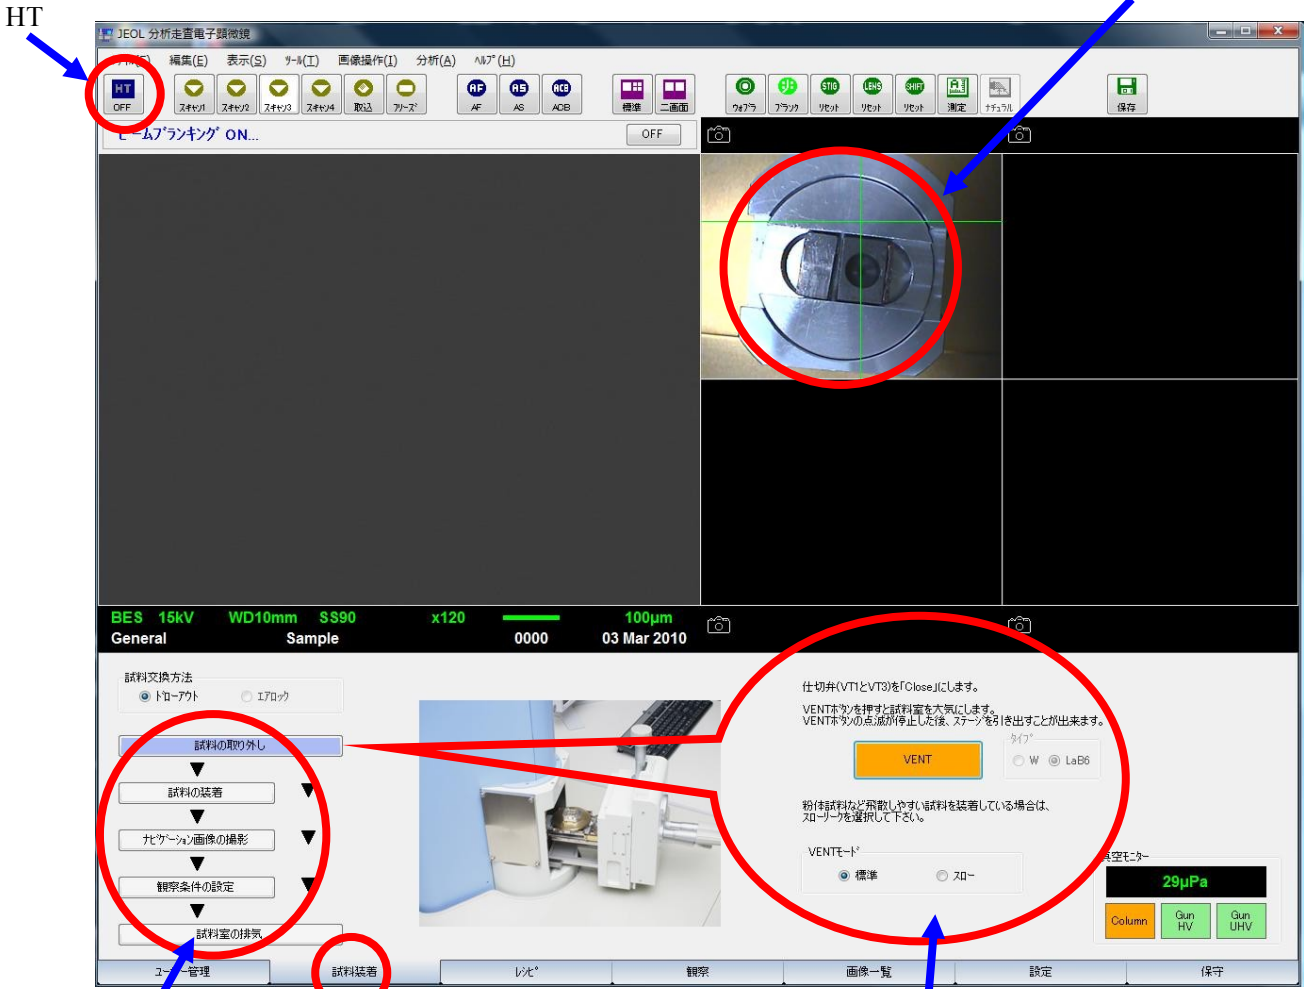 HT
JEOL 分析走査電子顕微鏡
編集(E) 表示(S) ﾂｰﾙ(T) 画像操作(I) 分析(A) ﾍﾙﾌﾟ(H)
HT AF AS ACB STIG LENS SHIFT
OFF ｽｷｬﾝ1 ｽｷｬﾝ2 ｽｷｬﾝ3 ｽｷｬﾝ4 取込 ﾌﾘｰｽﾞ AF AS ACB 標準 二画面 ｳｫﾌﾞﾗ ﾌﾞﾗﾝｸ ﾘｾｯﾄ ﾘｾｯﾄ ﾘｾｯﾄ 測定 ﾅﾁｭﾗﾙ 保存
ﾋﾞｰﾑﾌﾞﾗﾝｷﾝｸﾞ ON... OFF
BES 15kV WD10mm SS90 x120 100µm
General Sample 0000 03 Mar 2010
試料交換方法
ﾄﾞﾛｰｱｳﾄ ｴｱﾛｯｸ
試料の取り外し
試料の装着
ﾅﾋﾞｹﾞｰｼｮﾝ画像の撮影
観察条件の設定
試料室の排気
仕切弁(VT1とVT3)を｢Close｣にします。
VENTﾎﾞﾀﾝを押すと試料室を大気にします。
VENTﾎﾞﾀﾝの点滅が停止した後、ｽﾃｰｼﾞを引き出すことが出来ます。
ﾀｲﾌﾟ
VENT W LaB6
粉体試料など飛散しやすい試料を装着している場合は、
ｽﾛｰﾘｰｸを選択して下さい。
VENTﾓｰﾄﾞ
標準 ｽﾛｰ
真空ﾓﾆﾀｰ
29µPa
Column Gun HV Gun UHV
ﾕｰｻﾞｰ管理 試料装着 ﾚｼﾋﾟ 観察 画像一覧 設定 保守